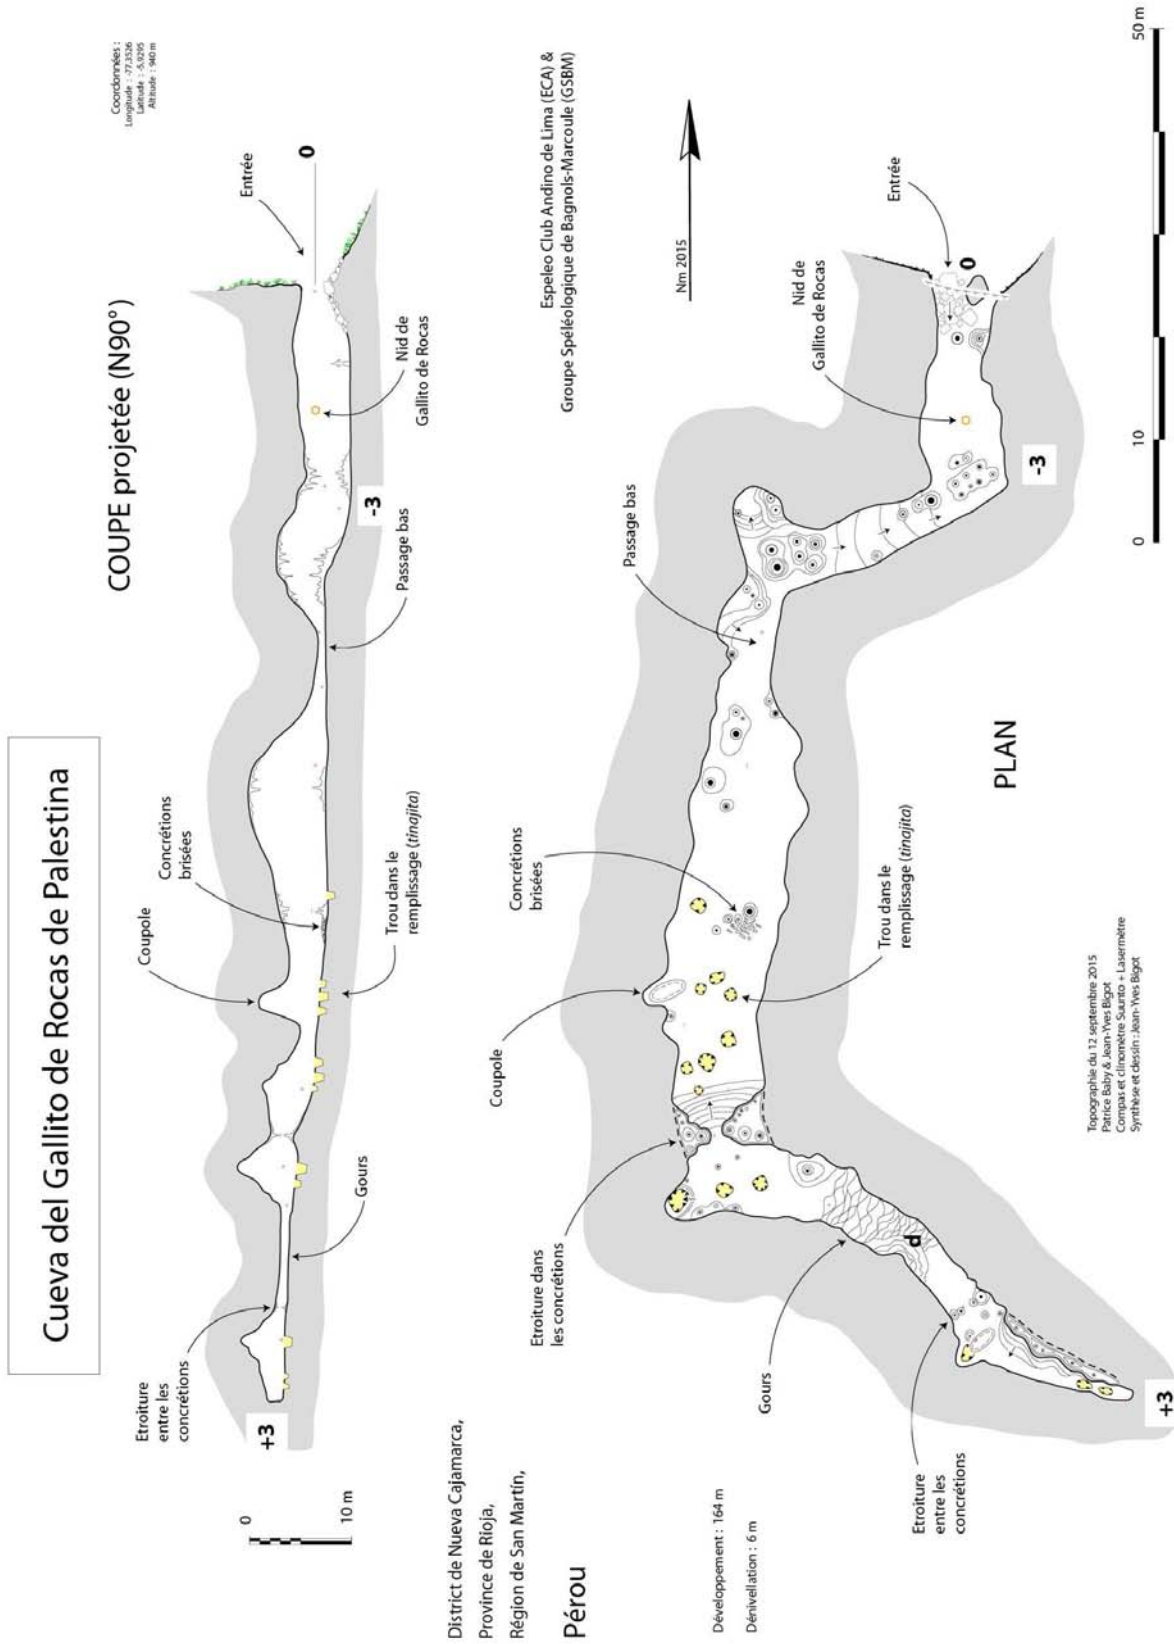 Cueva del Gallito de Rocas de Palestina
Coordonnées :
Longitude : -77.3526
Latitude : -5.9295
Altitude : 940 m
COUPE projetée (N90°)
Entrée
0
Nid de
Gallito de Rocas
-3
Passage bas
Concrétions
brisées
Coupole
Trou dans le
remplissage (tinajita)
Gours
Etroiture
entre les
concrétions
+3
0
10 m
District de Nueva Cajamarca,
Province de Rioja,
Région de San Martín,
Pérou
Développement : 164 m
Dénivellation : 6 m
Espeleo Club Andino de Lima (ECA) &
Groupe Spéléologique de Bagnols-Marcoule (GSBM)
Nm 2015
Entrée
0
Nid de
Gallito de Rocas
-3
Passage bas
PLAN
Concrétions
brisées
Trou dans le
remplissage (tinajita)
Coupole
Etroiture dans
les concrétions
Gours
p
Etroiture
entre les
concrétions
+3
Topographie du 12 septembre 2015
Patrice Baby & Jean-Yves Bigot
Compas et clinomètre Suunto + Lasermètre
Synthèse et dessin : Jean-Yves Bigot
0
10
50 m